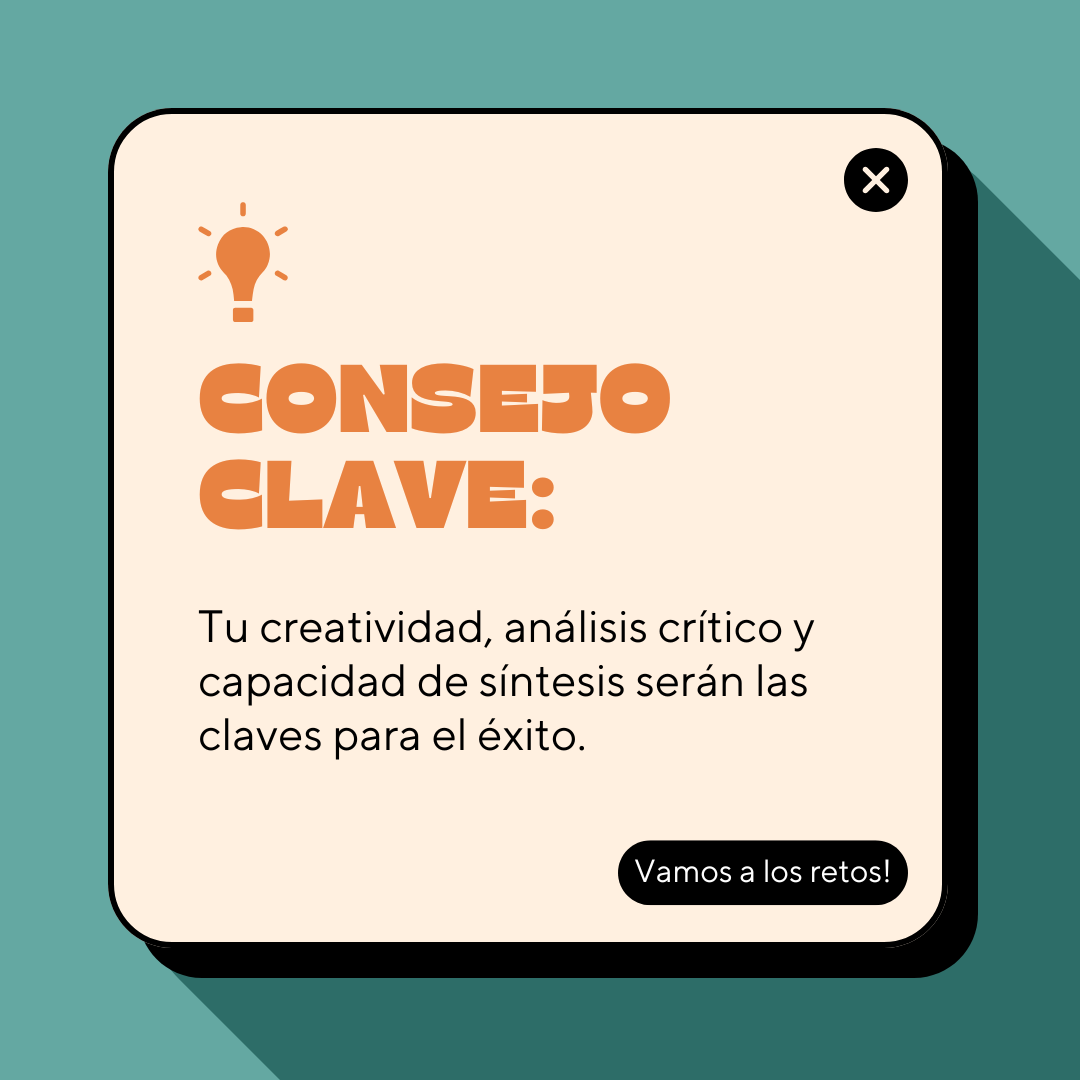 CONSEJO
CLAVE:
Tu creatividad, análisis crítico y
capacidad de síntesis serán las
claves para el éxito.
Vamos a los retos!